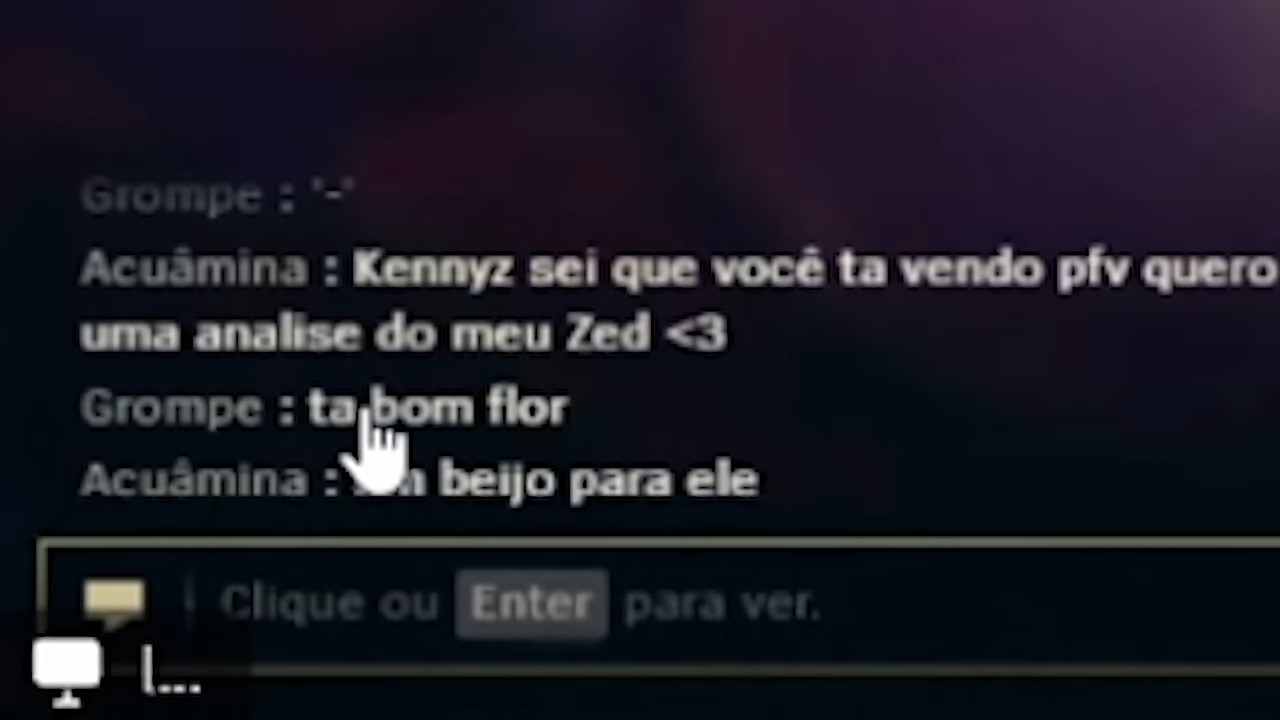 Grompe : '-'
Acuâmina : Kennyz sei que você ta vendo pfv quero
uma analise do meu Zed <3
Grompe : ta bom flor
Acuâmina : beijo para ele
Clique ou Enter para ver.